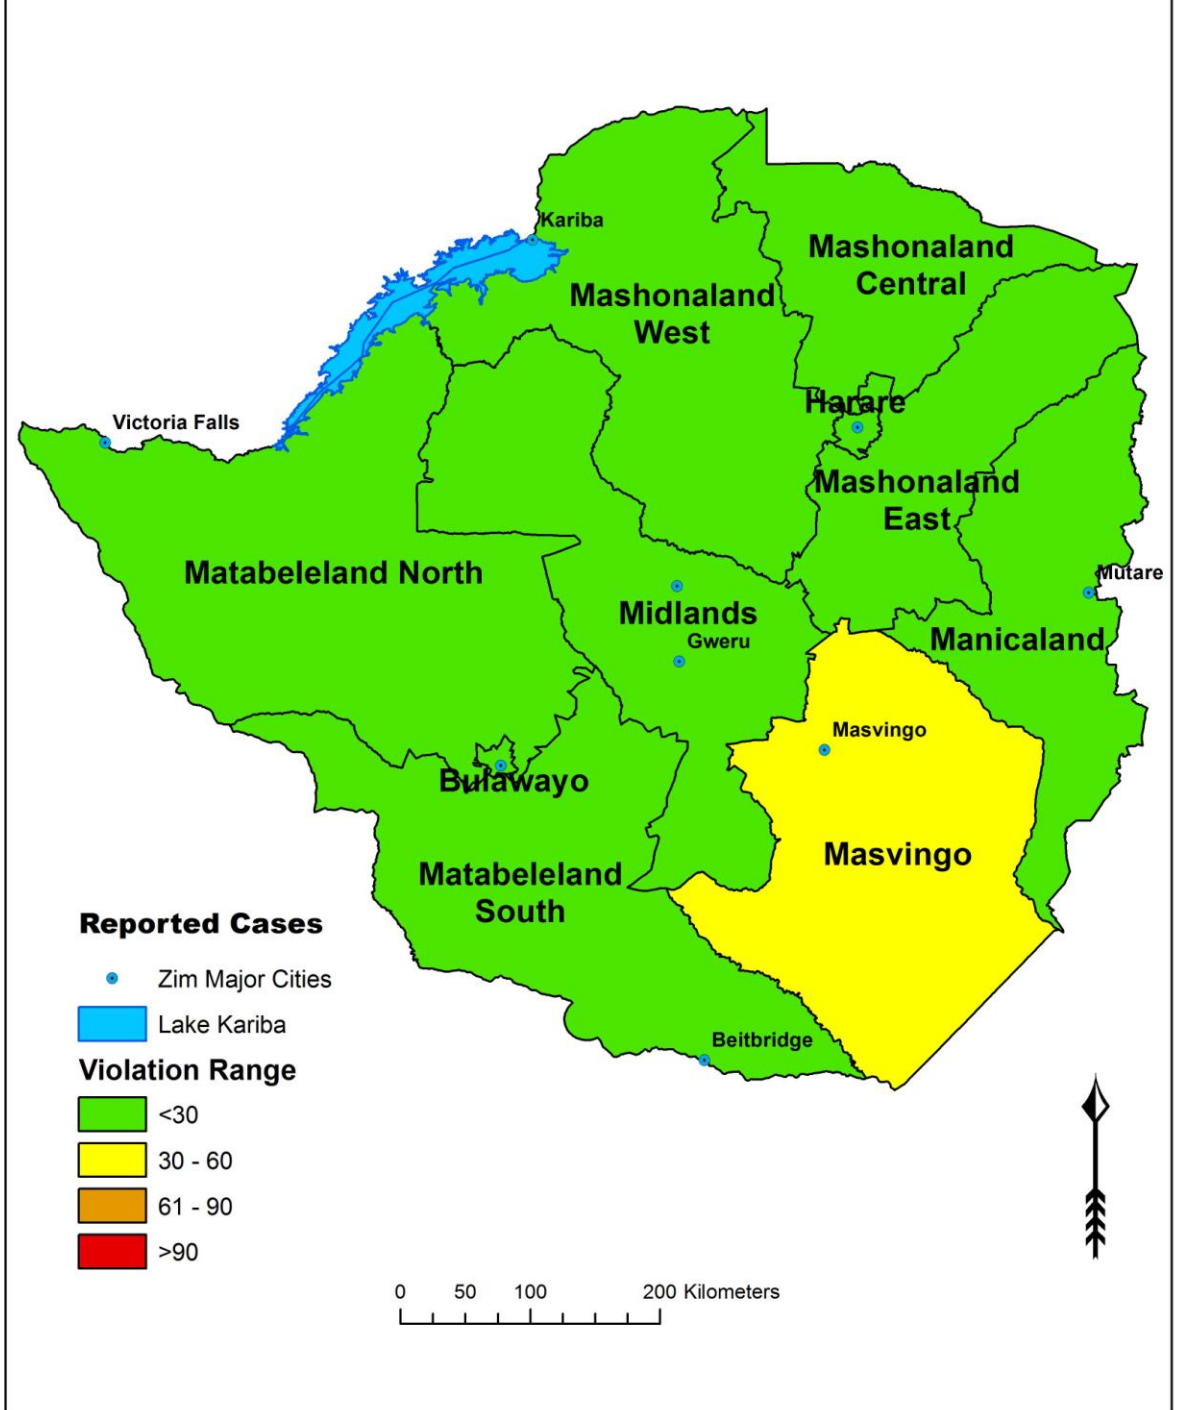 Kariba
Mashonaland
Central
Mashonaland
West
Harare
Victoria Falls
Mashonaland
East
Matabeleland North
Mutare
Midlands
Gweru
Manicaland
Masvingo
Bulawayo
Masvingo
Matabeleland
South
Beitbridge
Reported Cases
Zim Major Cities
Lake Kariba
Violation Range
<30
30 - 60
61 - 90
>90
0 50 100 200 Kilometers